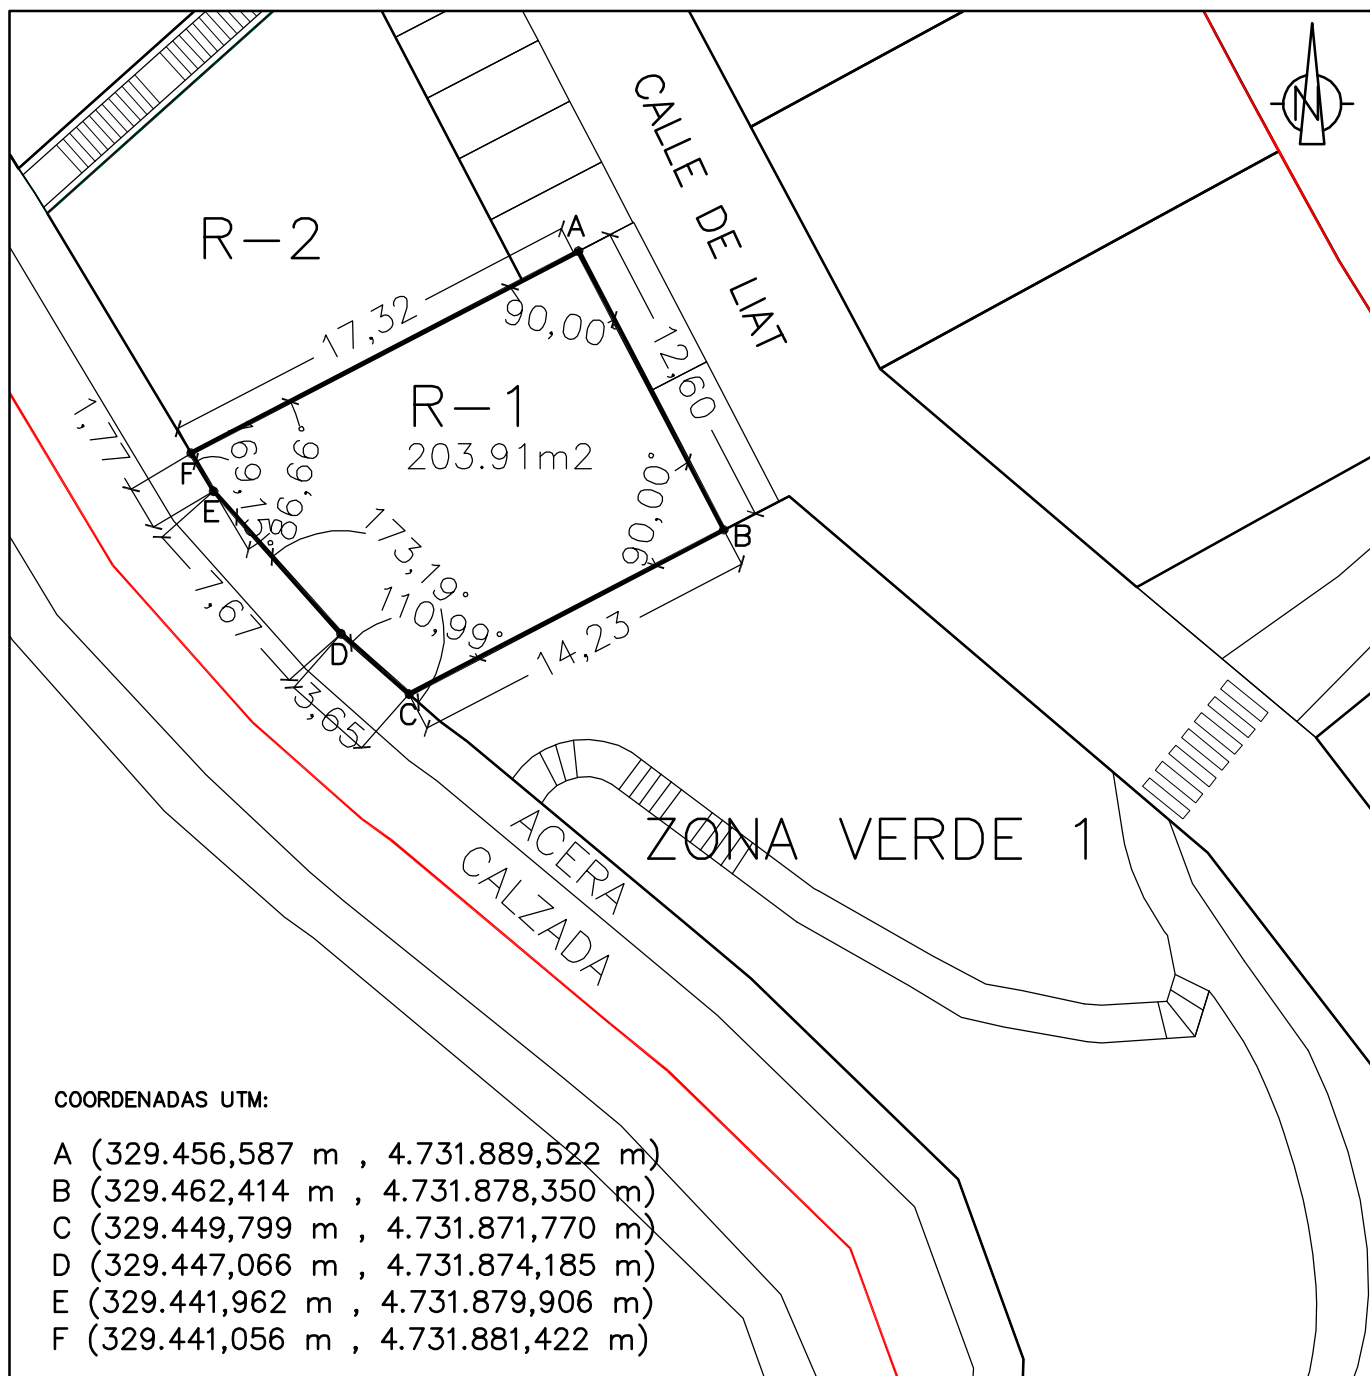 CALLE DE LIAT
N
R-2
A
17,32
90,00°
12,60
R-1
203.91m2
1,77
F
E
169,13°
86,69°
90,00°
B
173,19°
110,99°
7,67
D
14,23
3,65
C
ACERA
CALZADA
ZONA VERDE 1
COORDENADAS UTM:
A (329.456,587 m , 4.731.889,522 m)
B (329.462,414 m , 4.731.878,350 m)
C (329.449,799 m , 4.731.871,770 m)
D (329.447,066 m , 4.731.874,185 m)
E (329.441,962 m , 4.731.879,906 m)
F (329.441,056 m , 4.731.881,422 m)